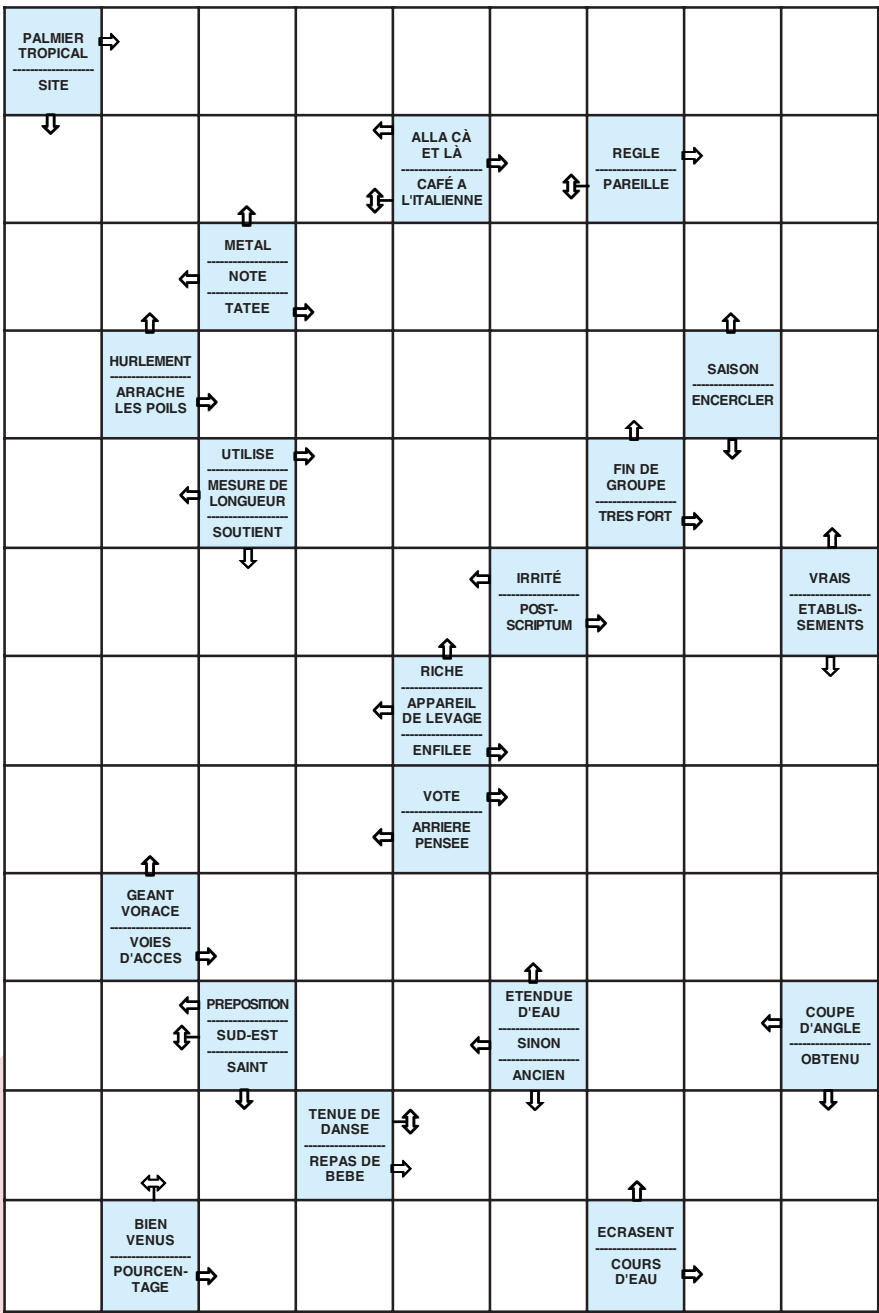 PALMIER
TROPICAL
SITE
ALLA CÀ
ET LÀ
CAFÉ A
L'ITALIENNE
REGLE
PAREILLE
METAL
NOTE
TATEE
HURLEMENT
ARRACHE
LES POILS
SAISON
ENCERCLER
UTILISE
MESURE DE
LONGUEUR
SOUTIENT
FIN DE
GROUPE
TRES FORT
IRRITÉ
POST-
SCRIPTUM
VRAIS
ETABLIS-
SEMENTS
RICHE
APPAREIL
DE LEVAGE
ENFILEE
VOTE
ARRIERE
PENSEE
GEANT
VORACE
VOIES
D'ACCES
PREPOSITION
SUD-EST
SAINT
ETENDUE
D'EAU
SINON
ANCIEN
COUPE
D'ANGLE
OBTENU
TENUE DE
DANSE
REPAS DE
BEBE
BIEN
VENUS
POURCEN-
TAGE
ECRASENT
COURS
D'EAU